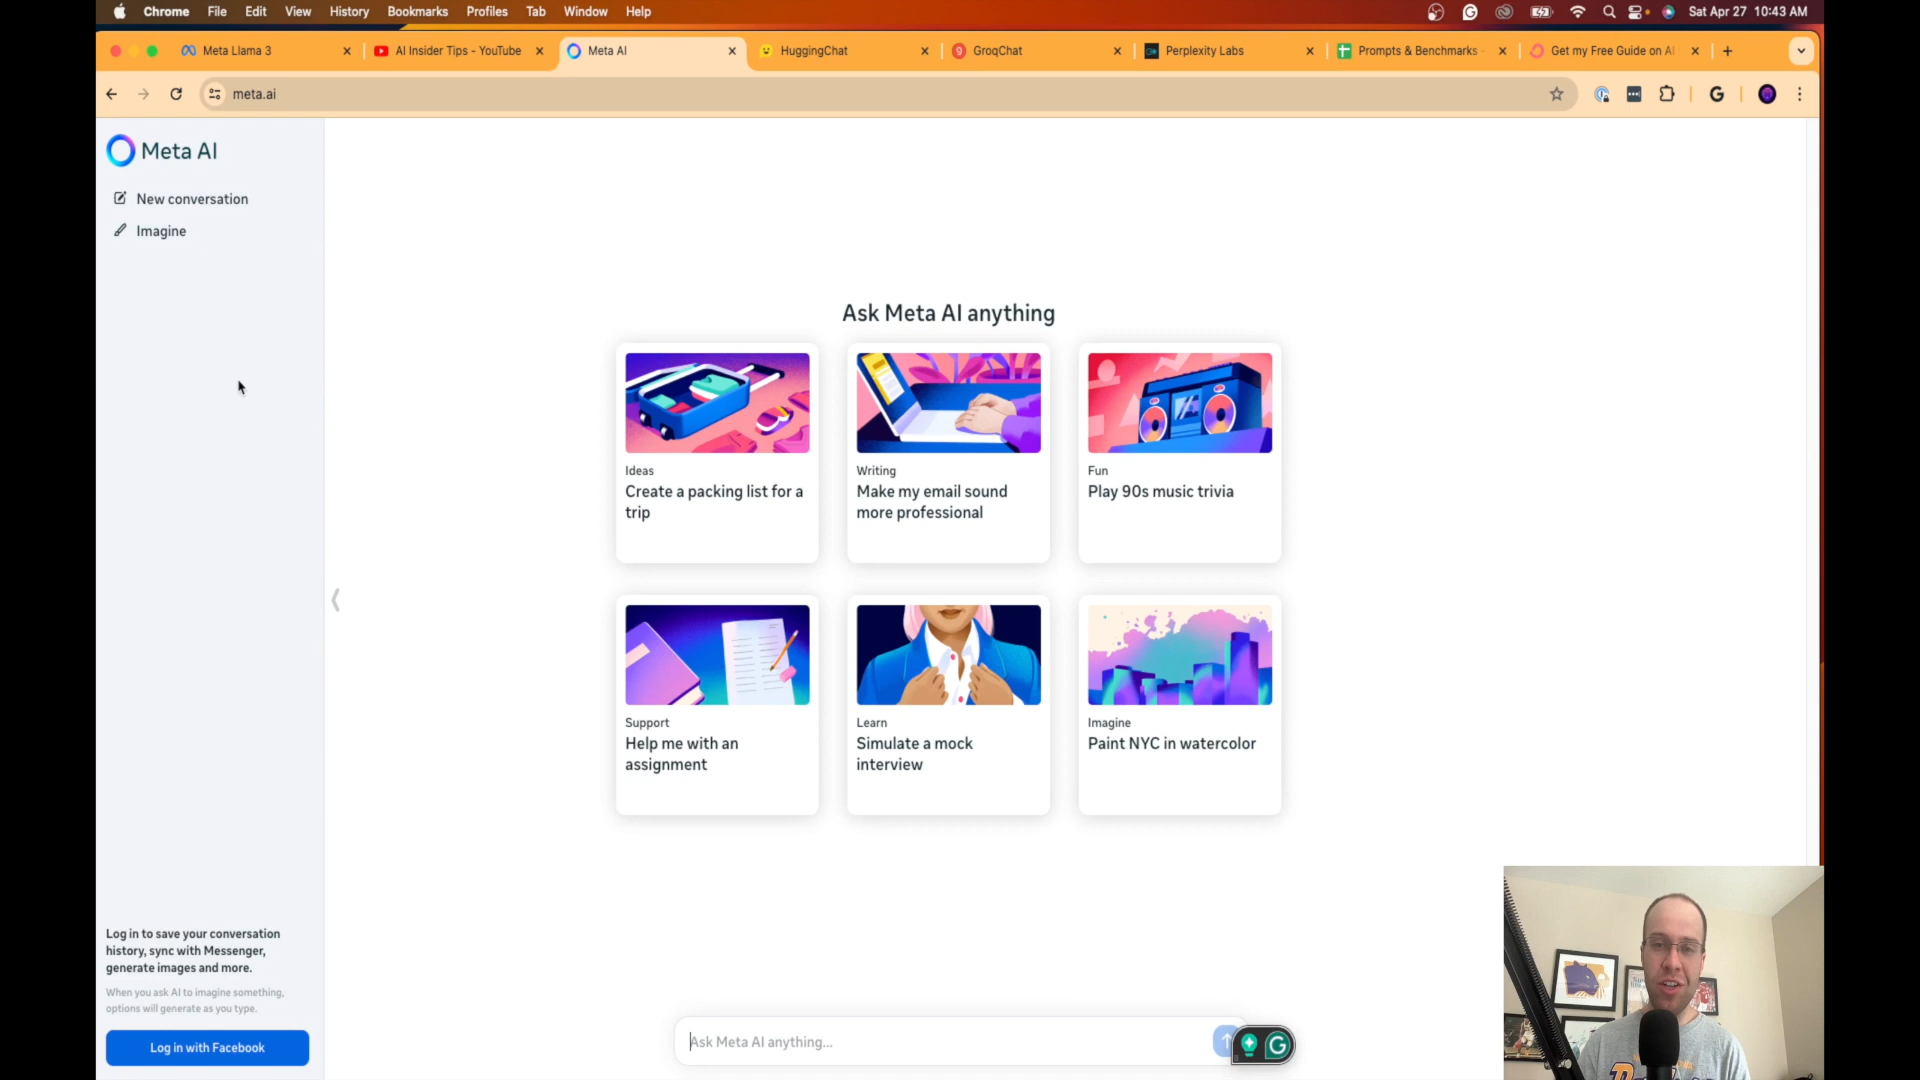 Chrome File Edit View History Bookmarks Profiles Tab Window Help Sat Apr 27 10:43 AM
Meta Llama 3 AI Insider Tips - YouTube Meta AI HuggingChat GroqChat Perplexity Labs Prompts & Benchmarks - Get my Free Guide on AI
meta.ai
Meta AI
New conversation
Imagine
Ask Meta AI anything
Ideas
Create a packing list for a
trip
Writing
Make my email sound
more professional
Fun
Play 90s music trivia
Support
Help me with an
assignment
Learn
Simulate a mock
interview
Imagine
Paint NYC in watercolor
Log in to save your conversation
history, sync with Messenger,
generate images and more.
When you ask AI to imagine something,
options will generate as you type.
Log in with Facebook
Ask Meta AI anything...